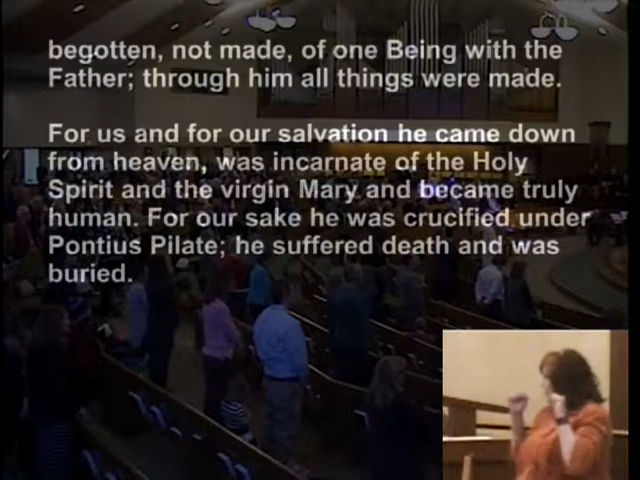 begotten, not made, of one Being with the
Father; through him all things were made.
For us and for our salvation he came down
from heaven, was incarnate of the Holy
Spirit and the virgin Mary and became truly
human. For our sake he was crucified under
Pontius Pilate; he suffered death and was
buried.